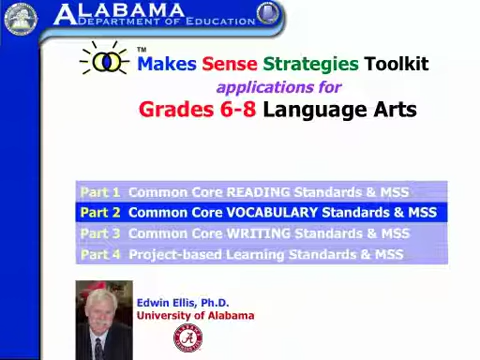 ALABAMA
DEPARTMENT OF EDUCATION
TM
Makes Sense Strategies Toolkit
applications for
Grades 6-8 Language Arts
Part 1 Common Core READING Standards & MSS
Part 2 Common Core VOCABULARY Standards & MSS
Part 3 Common Core WRITING Standards & MSS
Part 4 Project-based Learning Standards & MSS
Edwin Ellis, Ph.D.
University of Alabama